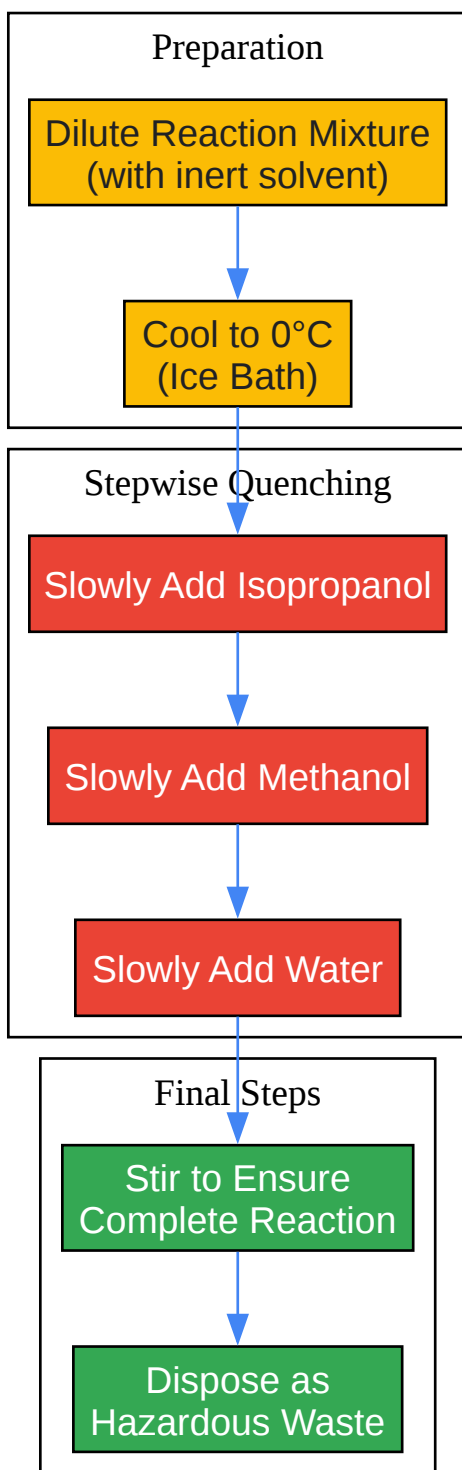 Preparation
Dilute Reaction Mixture
(with inert solvent)
Cool to 0°C
(Ice Bath)
Stepwise Quenching
Slowly Add Isopropanol
Slowly Add Methanol
Slowly Add Water
Final Steps
Stir to Ensure
Complete Reaction
Dispose as
Hazardous Waste